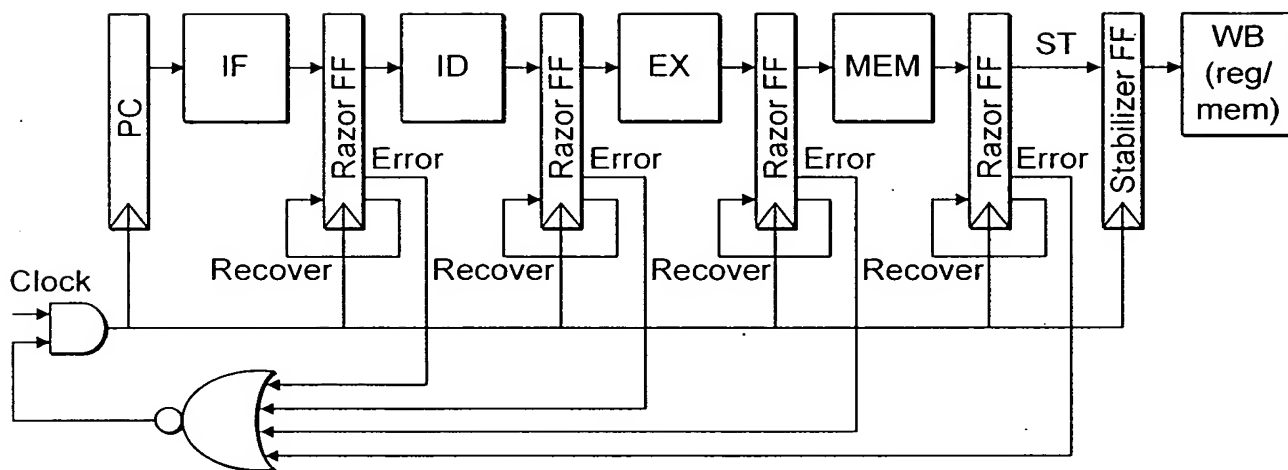 PC
IF
Razor FF
ID
Razor FF
EX
Razor FF
MEM
Razor FF
ST
Stabilizer FF
WB
(reg/
mem)
Error
Error
Error
Error
Recover
Recover
Recover
Recover
Clock